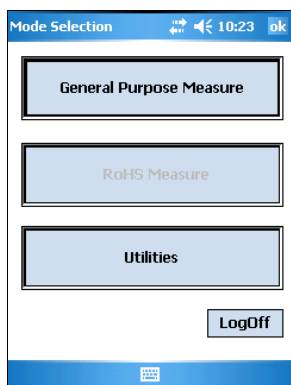 Mode Selection 10:23 ok
General Purpose Measure
RoHS Measure
Utilities
LogOff